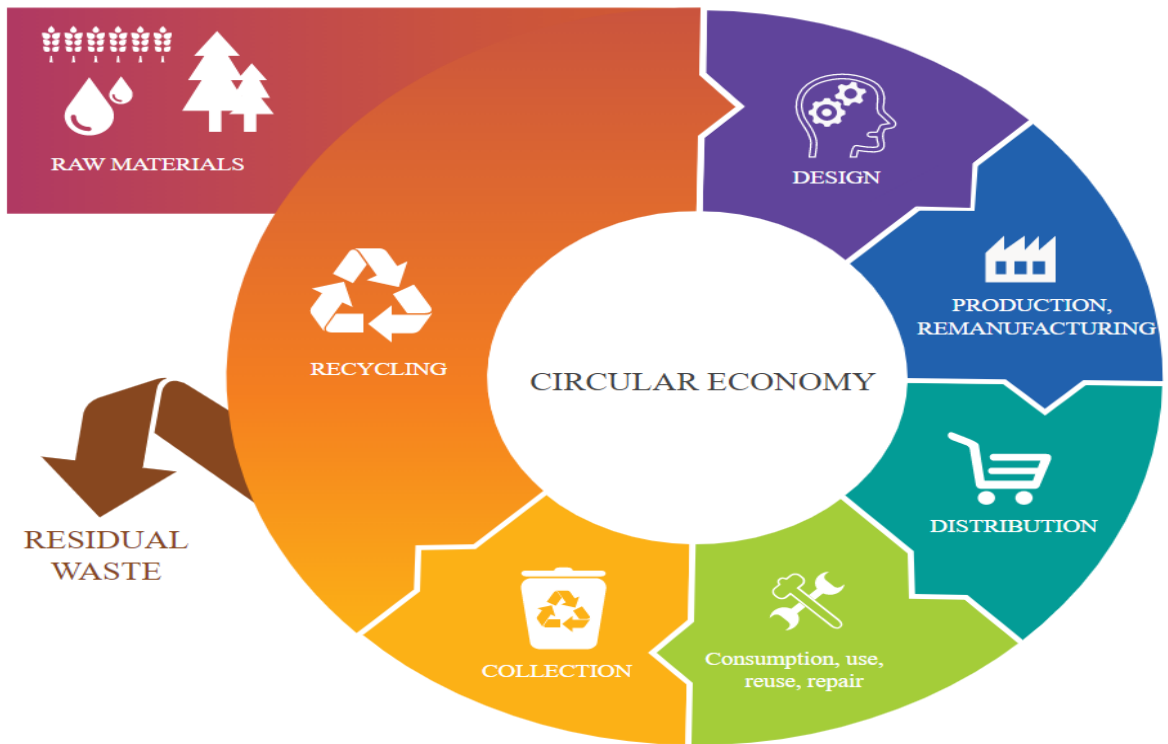 RAW MATERIALS
DESIGN
PRODUCTION,
REMANUFACTURING
RECYCLING
CIRCULAR ECONOMY
DISTRIBUTION
RESIDUAL
WASTE
Consumption, use,
reuse, repair
COLLECTION